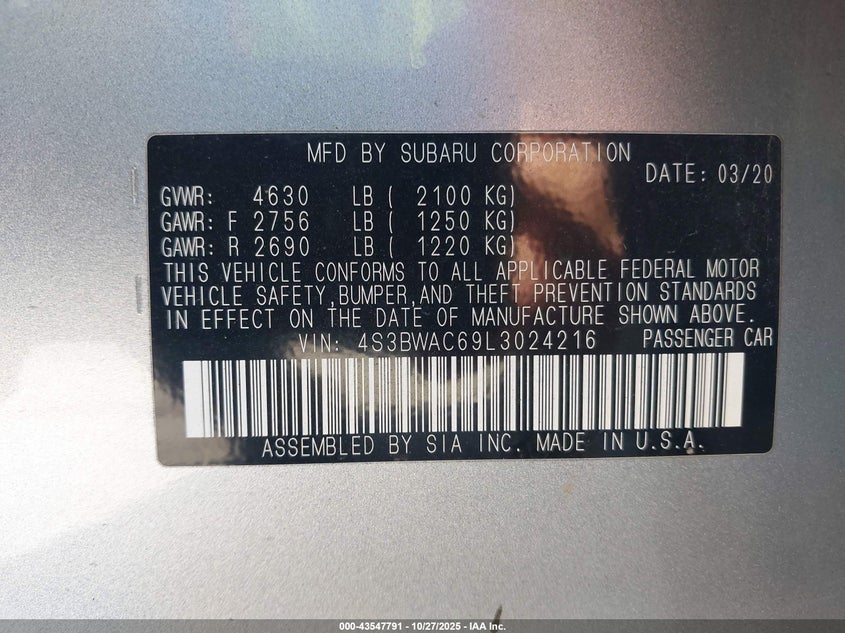 MFD BY SUBARU CORPORATION
DATE: 03/20
GVWR: 4630 LB ( 2100 KG)
GAWR: F 2756 LB ( 1250 KG)
GAWR: R 2690 LB ( 1220 KG)
THIS VEHICLE CONFORMS TO ALL APPLICABLE FEDERAL MOTOR
VEHICLE SAFETY,BUMPER,AND THEFT PREVENTION STANDARDS
IN EFFECT ON THE DATE OF MANUFACTURE SHOWN ABOVE.
VIN: 4S3BWAC69L3024216 PASSENGER CAR
ASSEMBLED BY SIA INC. MADE IN U.S.A.
000-43547791 - 10/27/2025 - IAA Inc.